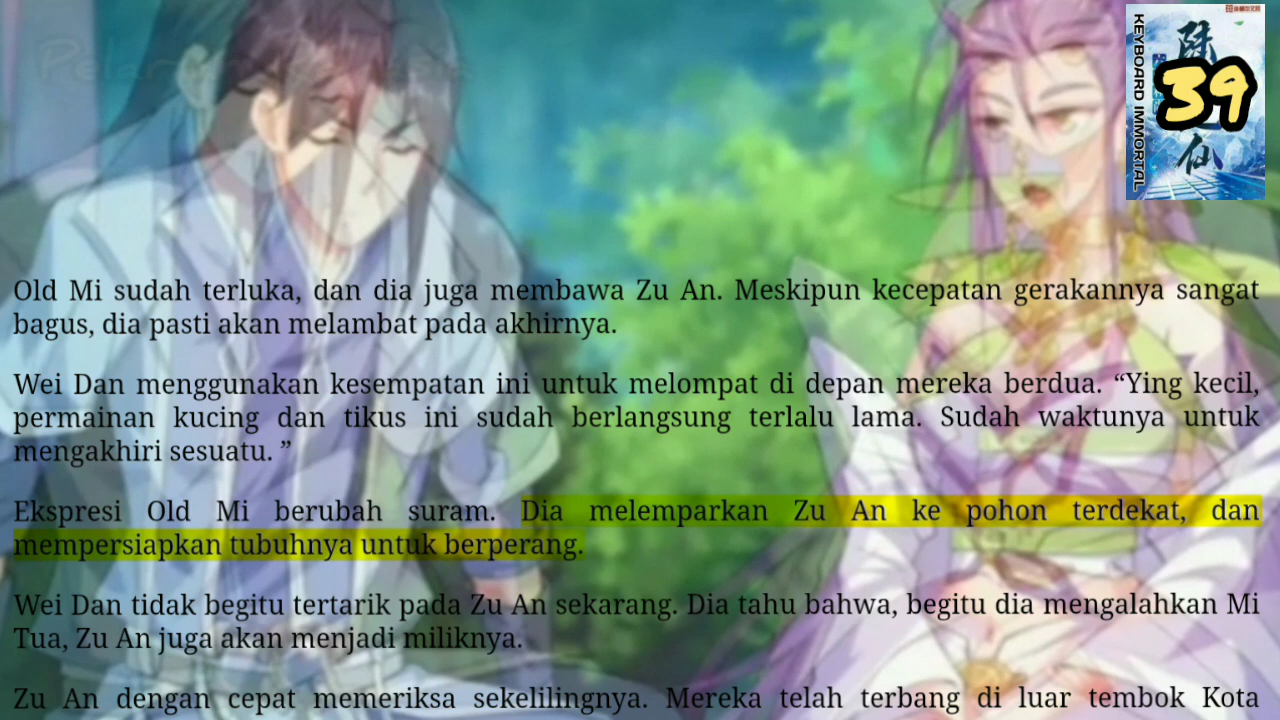 陆
仙
KEYBOARD IMMORTAL
39
Old Mi sudah terluka, dan dia juga membawa Zu An. Meskipun kecepatan gerakannya sangat
bagus, dia pasti akan melambat pada akhirnya.
Wei Dan menggunakan kesempatan ini untuk melompat di depan mereka berdua. “Ying kecil,
permainan kucing dan tikus ini sudah berlangsung terlalu lama. Sudah waktunya untuk
mengakhiri sesuatu. ”
Ekspresi Old Mi berubah suram. Dia melemparkan Zu An ke pohon terdekat, dan
mempersiapkan tubuhnya untuk berperang.
Wei Dan tidak begitu tertarik pada Zu An sekarang. Dia tahu bahwa, begitu dia mengalahkan Mi
Tua, Zu An juga akan menjadi miliknya.
Zu An dengan cepat memeriksa sekelilingnya. Mereka telah terbang di luar tembok Kota